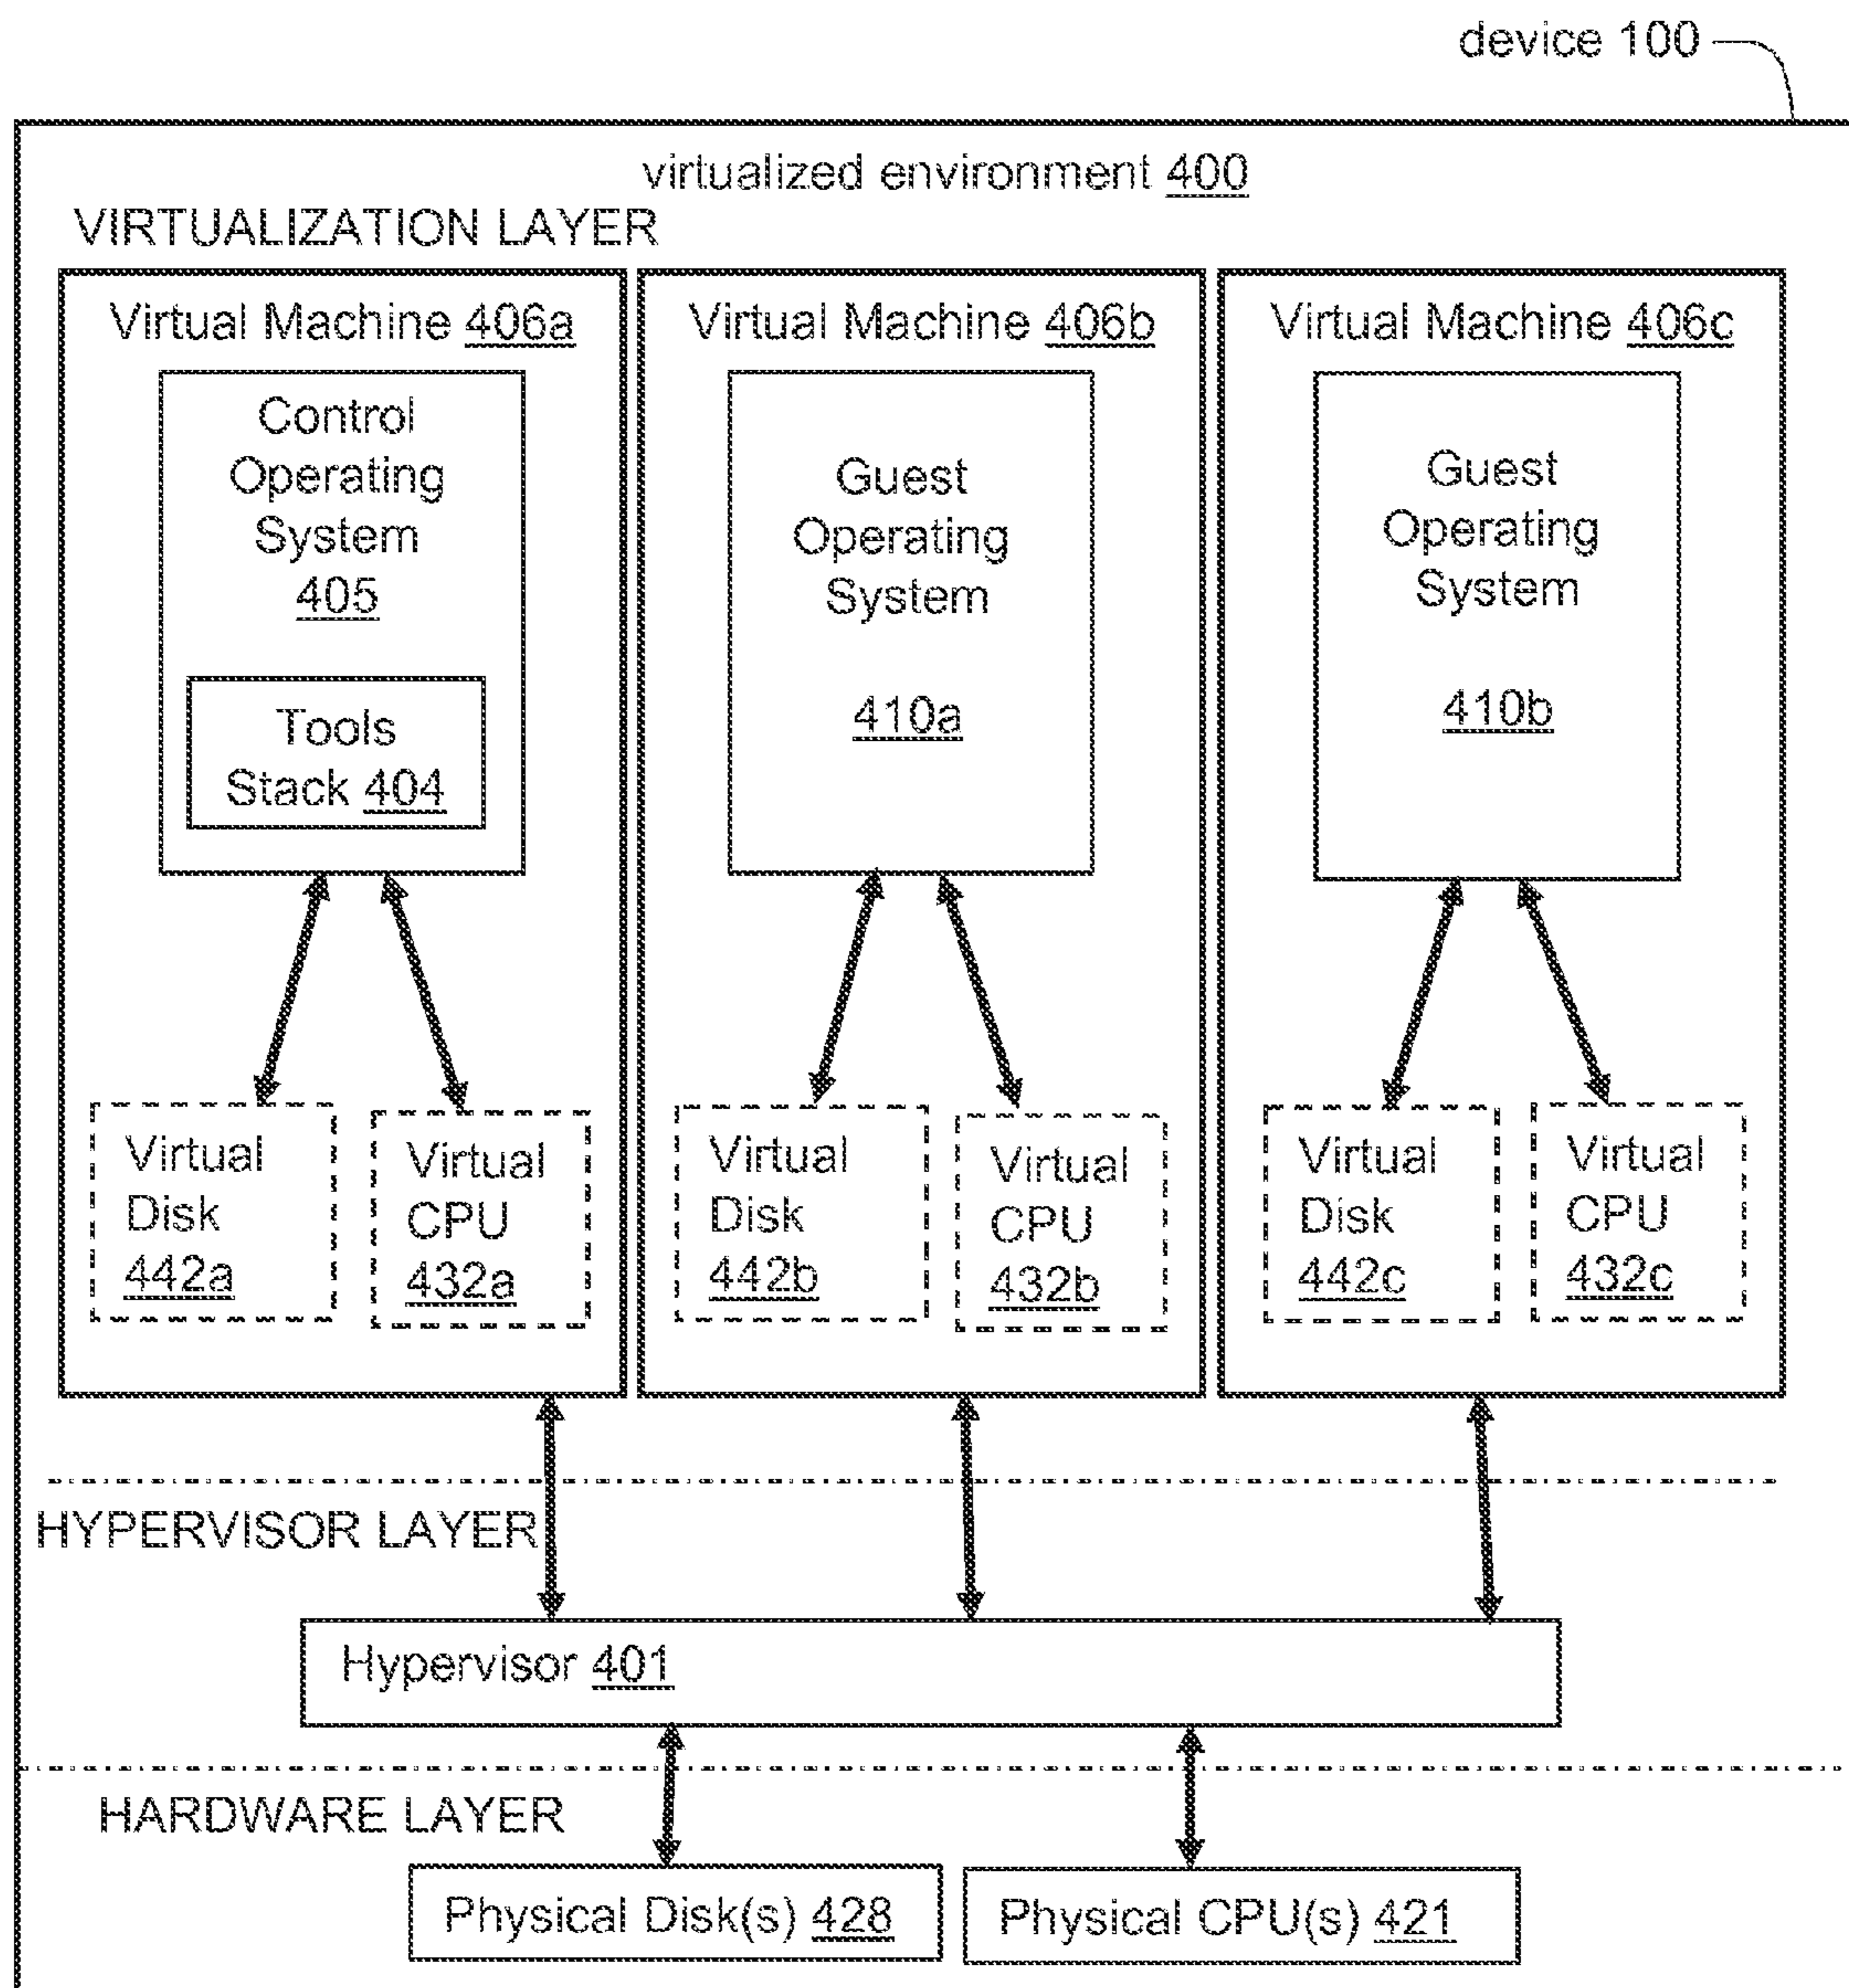 device 100
virtualized environment 400
VIRTUALIZATION LAYER
Virtual Machine 406a
Control
Operating
System
405
Tools
Stack 404
Virtual
Disk
442a
Virtual
CPU
432a
Virtual Machine 406b
Guest
Operating
System
410a
Virtual
Disk
442b
Virtual
CPU
432b
Virtual Machine 406c
Guest
Operating
System
410b
Virtual
Disk
442c
Virtual
CPU
432c
HYPERVISOR LAYER
Hypervisor 401
HARDWARE LAYER
Physical Disk(s) 428
Physical CPU(s) 421